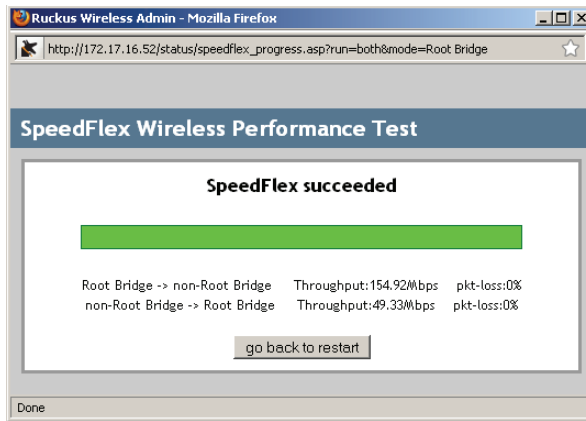 Ruckus Wireless Admin - Mozilla Firefox
http://172.17.16.52/status/speedflex_progress.asp?run=both&mode=Root Bridge
SpeedFlex Wireless Performance Test
SpeedFlex succeeded
Root Bridge -> non-Root Bridge Throughput:154.92Mbps pkt-loss:0%
non-Root Bridge -> Root Bridge Throughput:49.33Mbps pkt-loss:0%
go back to restart
Done